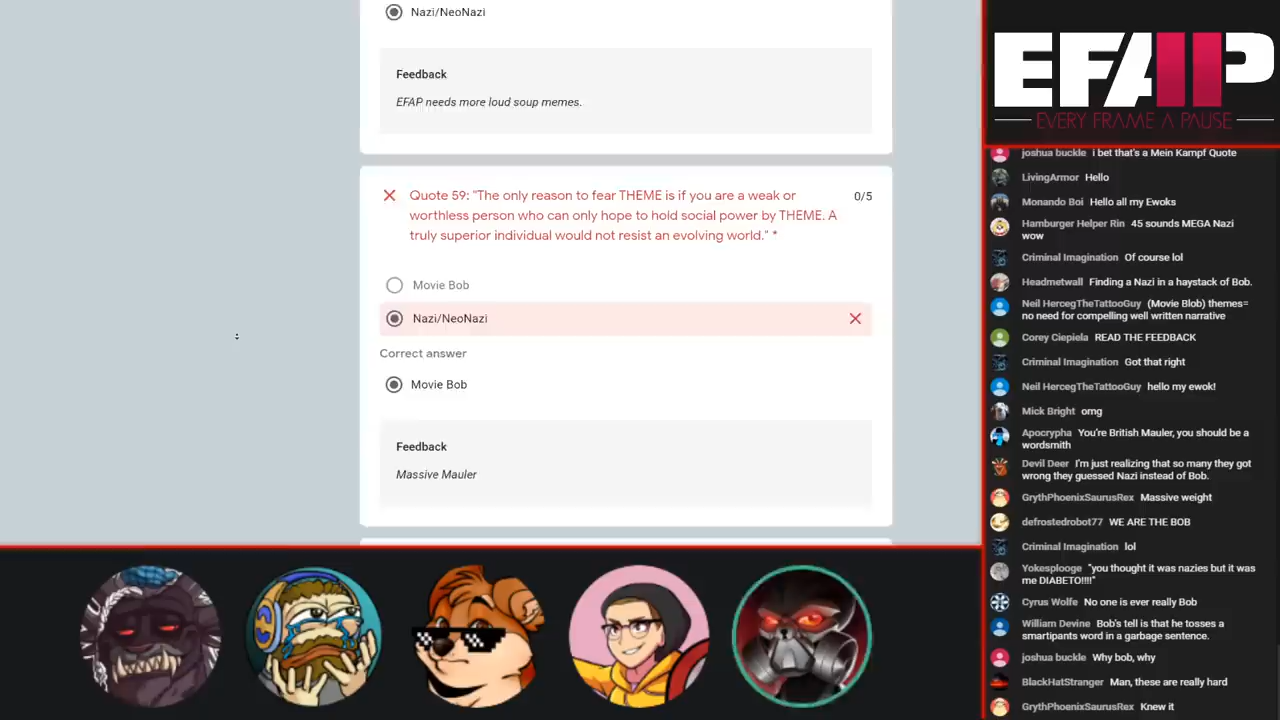 Nazi/NeoNazi
Feedback
EFAP needs more loud soup memes.
Quote 59: "The only reason to fear THEME is if you are a weak or
worthless person who can only hope to hold social power by THEME. A
truly superior individual would not resist an evolving world." *
0/5
Movie Bob
Nazi/NeoNazi
Correct answer
Movie Bob
Feedback
Massive Mauler
EFAP
EVERY FRAME A PAUSE
joshua buckle i bet that's a Mein Kampf Quote
LivingArmor Hello
Monando Boi Hello all my Ewoks
Hamburger Helper Rin 45 sounds MEGA Nazi
wow
Criminal Imagination Of course lol
Headmetwall Finding a Nazi in a haystack of Bob.
Neil HercegTheTattooGuy (Movie Blob) themes=
no need for compelling well written narrative
Corey Ciepiela READ THE FEEDBACK
Criminal Imagination Got that right
Neil HercegTheTattooGuy hello my ewok!
Mick Bright omg
Apocrypha You're British Mauler, you should be a
wordsmith
Devil Deer I'm just realizing that so many they got
wrong they guessed Nazi instead of Bob.
GrythPhoenixSaurusRex Massive weight
defrostedrobot77 WE ARE THE BOB
Criminal Imagination lol
Yokesplooge "you thought it was nazies but it was
me DIABETO!!!!"
Cyrus Wolfe No one is ever really Bob
William Devine Bob's tell is that he tosses a
smartipants word in a garbage sentence.
joshua buckle Why bob, why
BlackHatStranger Man, these are really hard
GrythPhoenixSaurusRex Knew it